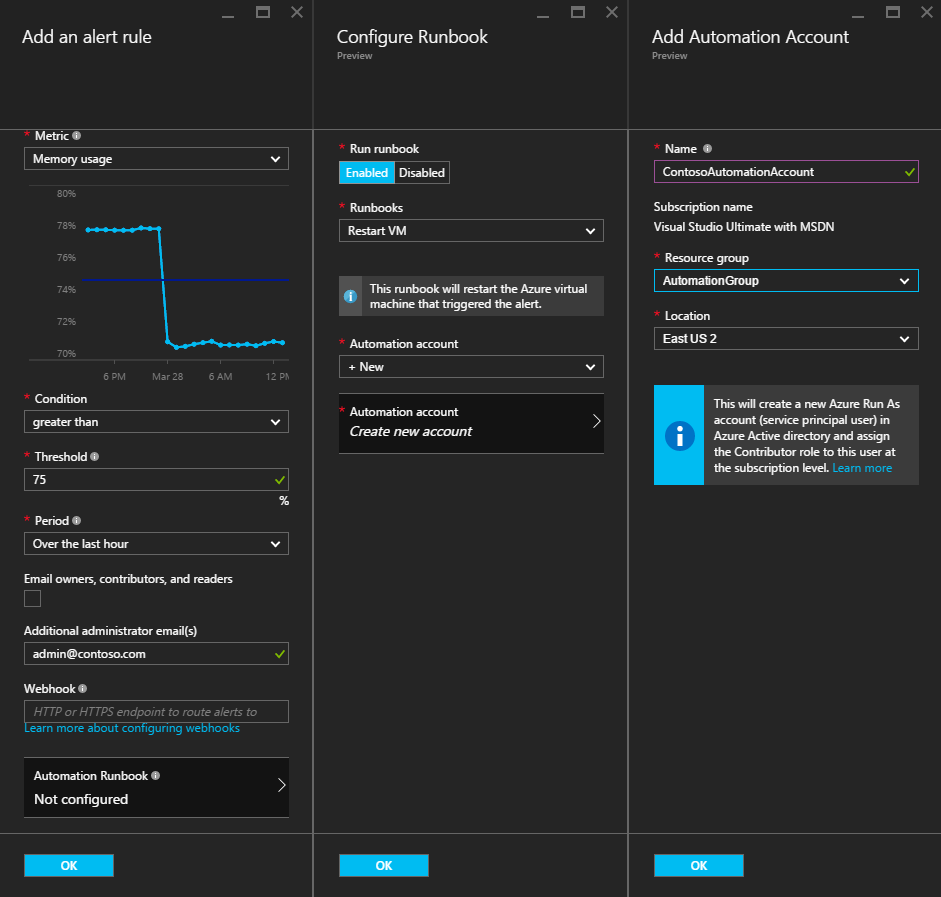 Add an alert rule
* Metric
Memory usage
80%
78%
76%
74%
72%
70%
6 PM Mar 28 6 AM 12 PM
* Condition
greater than
* Threshold
75
%
* Period
Over the last hour
Email owners, contributors, and readers
Additional administrator email(s)
admin@contoso.com
Webhook
HTTP or HTTPS endpoint to route alerts to
Learn more about configuring webhooks
Automation Runbook
Not configured
OK
Configure Runbook
Preview
* Run runbook
Enabled Disabled
* Runbooks
Restart VM
This runbook will restart the Azure virtual
machine that triggered the alert.
* Automation account
+ New
* Automation account
Create new account
OK
Add Automation Account
Preview
* Name
ContosoAutomationAccount
Subscription name
Visual Studio Ultimate with MSDN
* Resource group
AutomationGroup
* Location
East US 2
This will create a new Azure Run As
account (service principal user) in
Azure Active directory and assign
the Contributor role to this user at
the subscription level. Learn more
OK